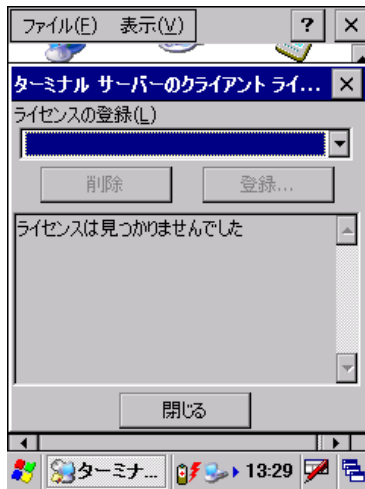 ファイル(F) 表示(V) ? ×
ターミナル サーバーのクライアント ライ... ×
ライセンスの登録(L)
削除 登録...
ライセンスは見つかりませんでした
閉じる
ターミナ... 13:29